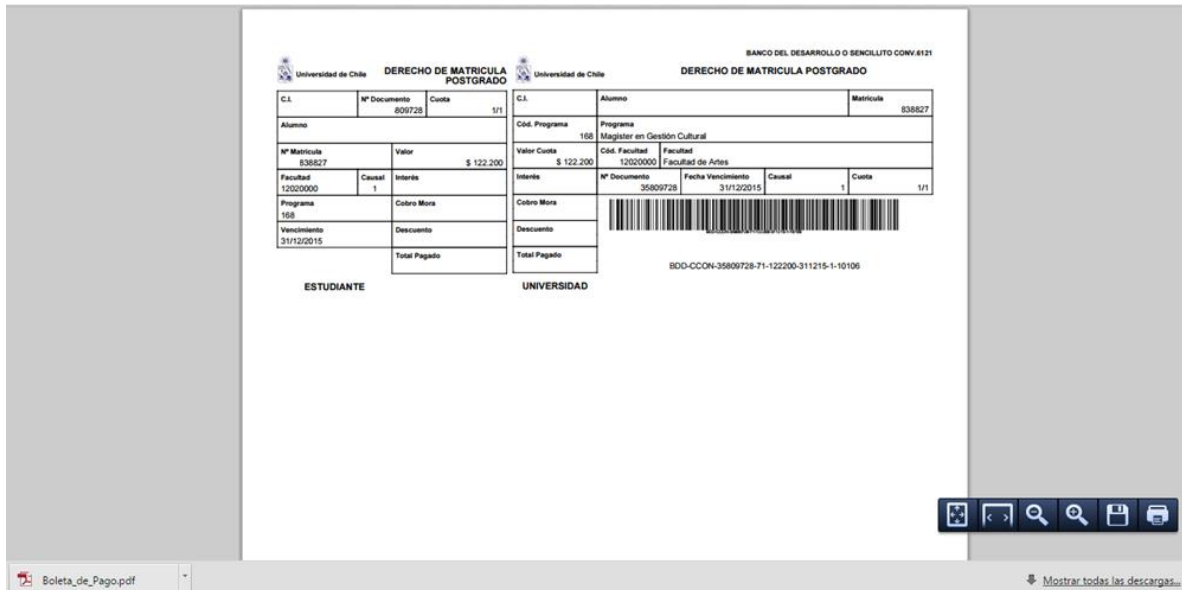 BANCO DEL DESARROLLO O SENCILLITO CONV.6121
Universidad de Chile
DERECHO DE MATRICULA
POSTGRADO
C.I.
Nº Documento
809728
Cuota
1/1
Alumno
Nº Matricula
838827
Valor
$ 122.200
Facultad
12020000
Causal
1
Interés
Programa
168
Cobro Mora
Vencimiento
31/12/2015
Descuento
Total Pagado
ESTUDIANTE
Universidad de Chile
DERECHO DE MATRICULA POSTGRADO
C.I.
Alumno
Matricula
838827
Cód. Programa
168
Programa
Magister en Gestión Cultural
Valor Cuota
$ 122.200
Cód. Facultad
12020000
Facultad
Facultad de Artes
Interés
Nº Documento
35809728
Fecha Vencimiento
31/12/2015
Causal
1
Cuota
1/1
Cobro Mora
Descuento
Total Pagado
BDD-CCON-35809728-71-122200-311215-1-10106
UNIVERSIDAD
Boleta_de_Pago.pdf
Mostrar todas las descargas...